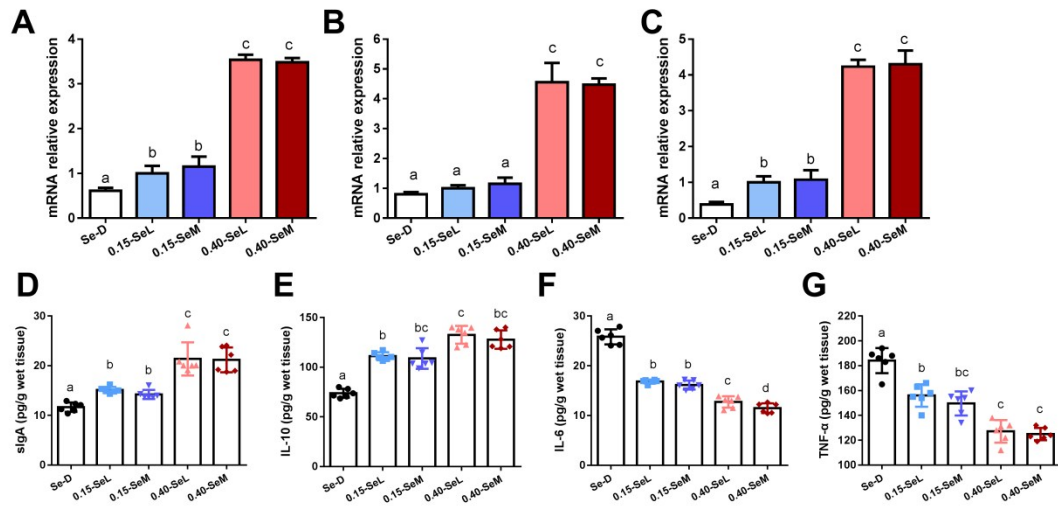 A
mRNA relative expression
4
3
2
1
0
a
b
b
c
c
Se-D
0.15-SeL
0.15-SeM
0.40-SeL
0.40-SeM
B
mRNA relative expression
6
5
4
3
2
1
0
a
a
a
c
c
Se-D
0.15-SeL
0.15-SeM
0.40-SeL
0.40-SeM
C
mRNA relative expression
5
4
3
2
1
0
a
b
b
c
c
Se-D
0.15-SeL
0.15-SeM
0.40-SeL
0.40-SeM
D
sIgA (pg/g wet tissue)
30
20
10
0
a
b
b
c
c
Se-D
0.15-SeL
0.15-SeM
0.40-SeL
0.40-SeM
E
IL-10 (pg/g wet tissue)
150
100
50
0
a
b
bc
c
bc
Se-D
0.15-SeL
0.15-SeM
0.40-SeL
0.40-SeM
F
IL-6 (pg/g wet tissue)
30
20
10
0
a
b
b
c
d
Se-D
0.15-SeL
0.15-SeM
0.40-SeL
0.40-SeM
G
TNF-α (pg/g wet tissue)
220
200
180
160
140
120
100
a
b
bc
c
c
Se-D
0.15-SeL
0.15-SeM
0.40-SeL
0.40-SeM